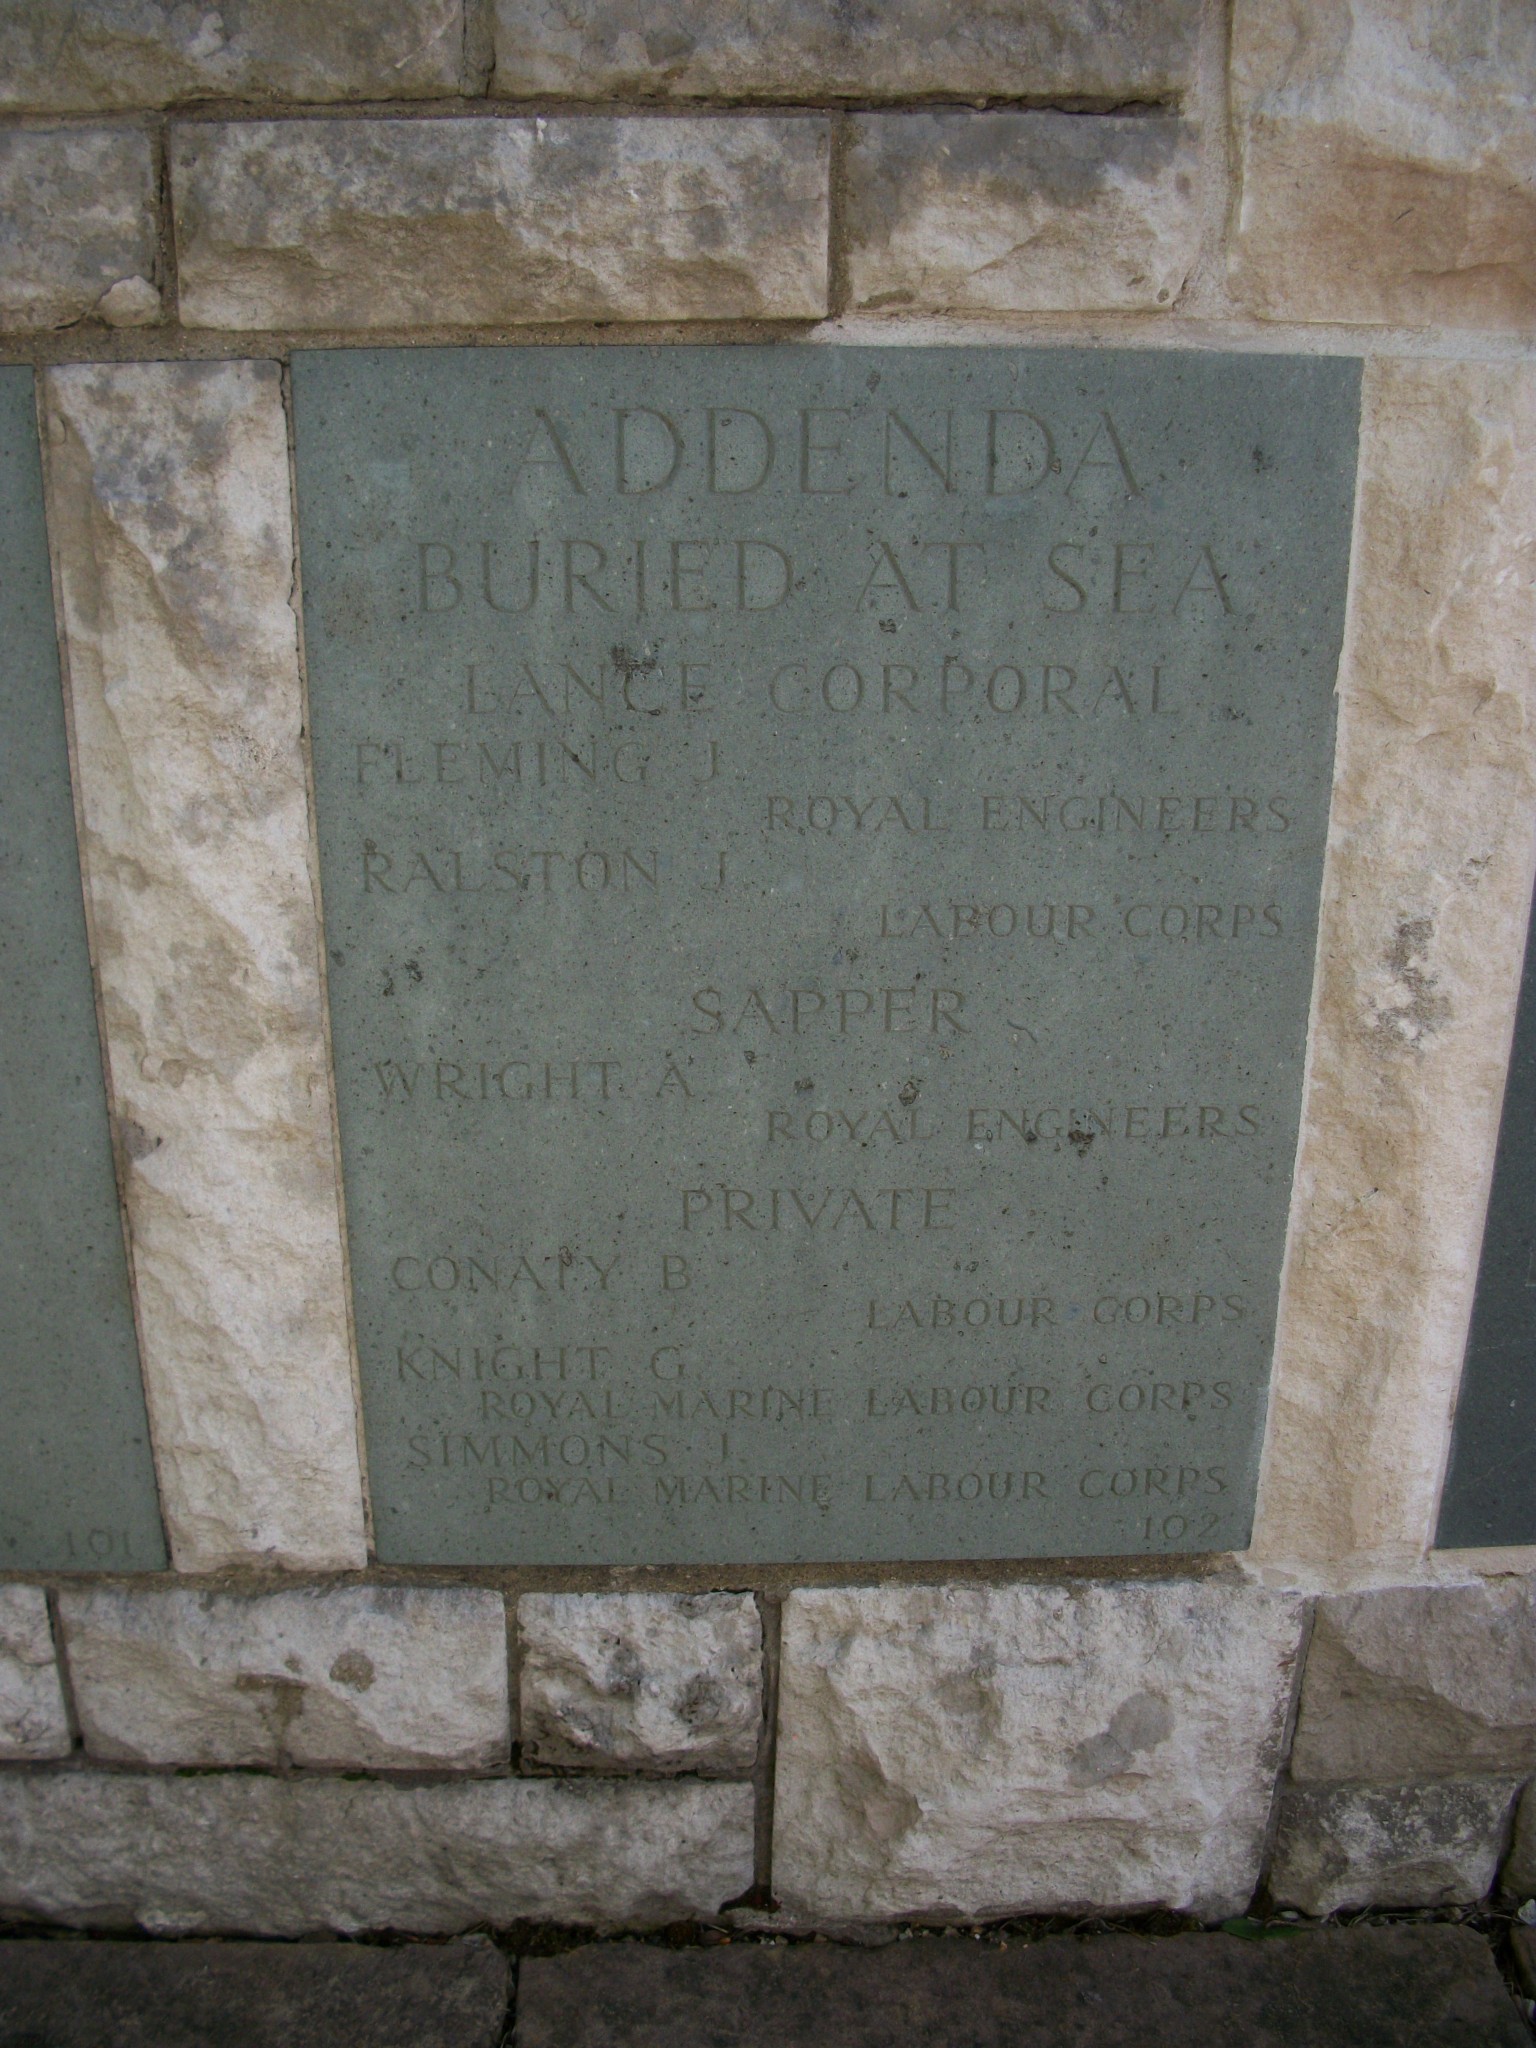 ADDENDA
BURIED AT SEA
LANCE CORPORAL
FLEMING J.
ROYAL ENGINEERS
RALSTON J.
LABOUR CORPS
SAPPER
WRIGHT A
ROYAL ENGINEERS
PRIVATE
CONATY B
LABOUR CORPS
KNIGHT G.
ROYAL MARINE LABOUR CORPS
SIMMONS J.
ROYAL MARINE LABOUR CORPS
102
101